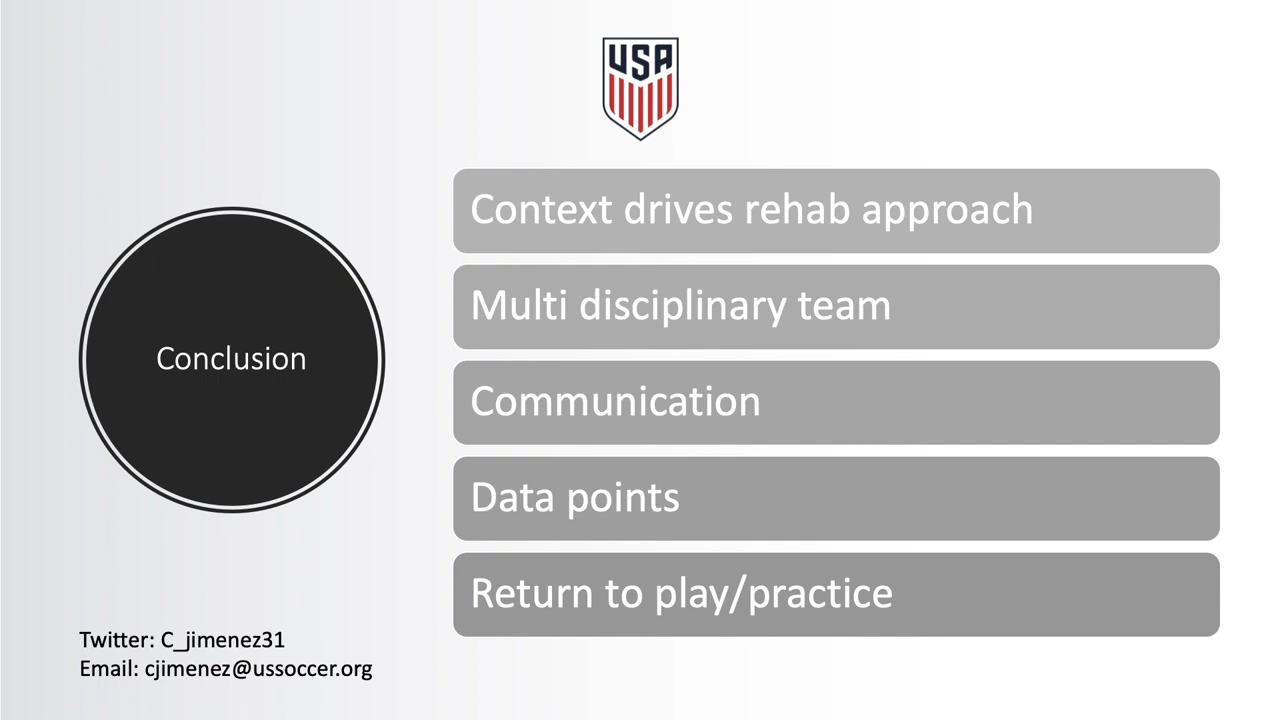 USA
Context drives rehab approach
Multi disciplinary team
Conclusion
Communication
Data points
Return to play/practice
Twitter: C_jimenez31
Email: cjimenez@ussoccer.org